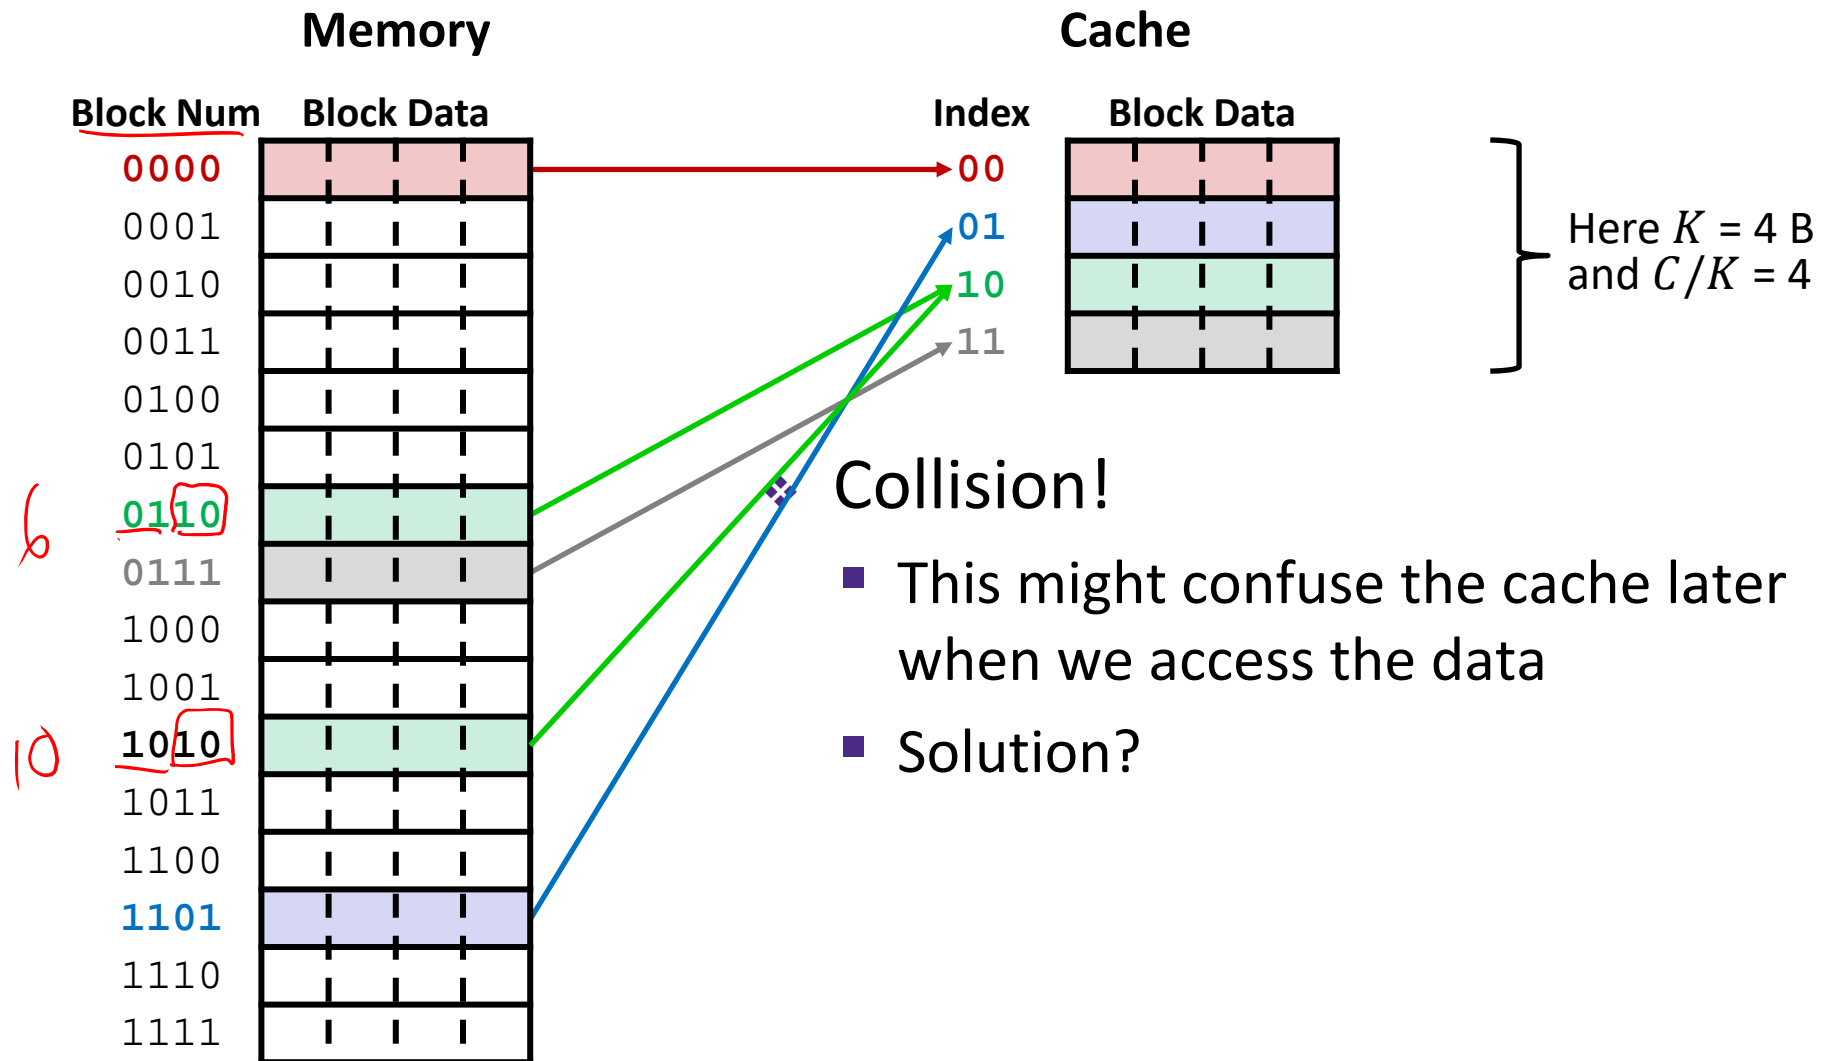 Memory
Cache
Block Num Block Data
Index Block Data
0000
0001
0010
0011
0100
0101
6 0110
0111
1000
1001
10 1010
1011
1100
1101
1110
1111
00
01
10
11
Here K = 4 B
and C/K = 4
Collision!
This might confuse the cache later
when we access the data
Solution?